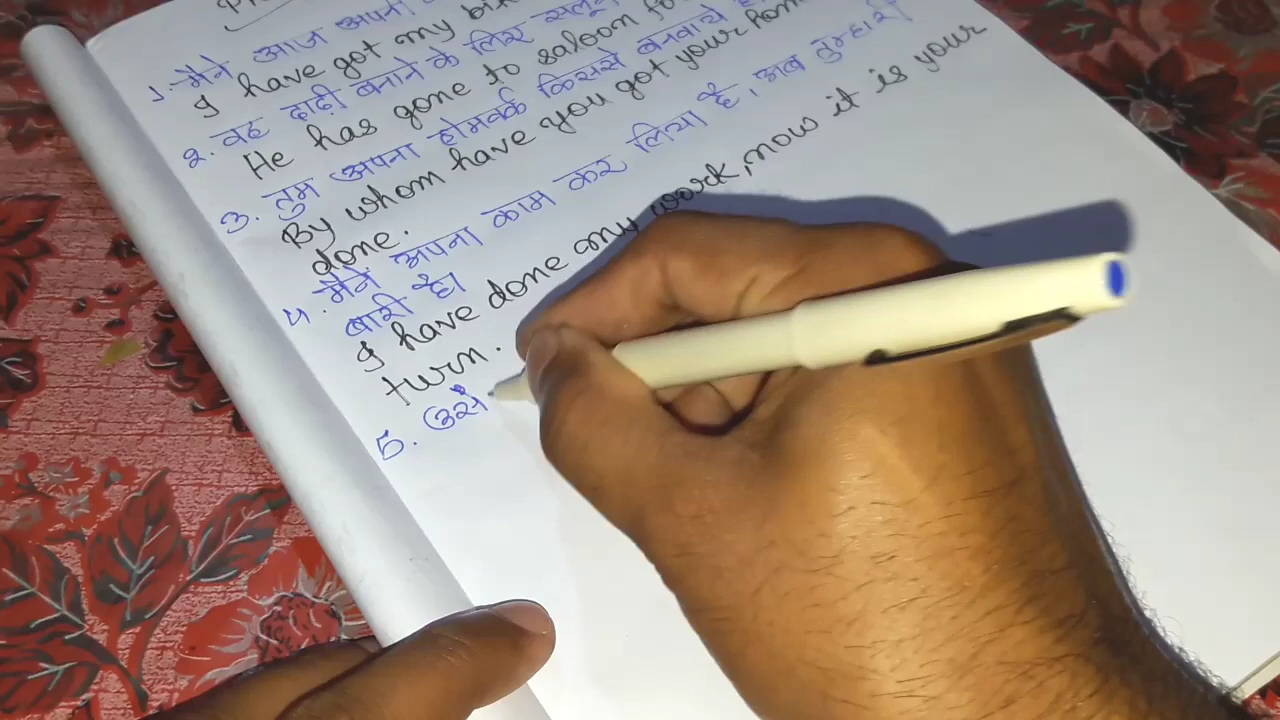 1. मैंने आज अपनी
I have got my
2. वह दाढ़ी बनाने के लिए सलून
He has gone to saloon
3. तुम अपना होमवर्क किससे बनवाये
By whom have you got your hom
done.
4. मैंने अपना काम कर लिया है, अब तुम्हारी
बारी है।
I have done my work, now it is your
turn.
5. उसने